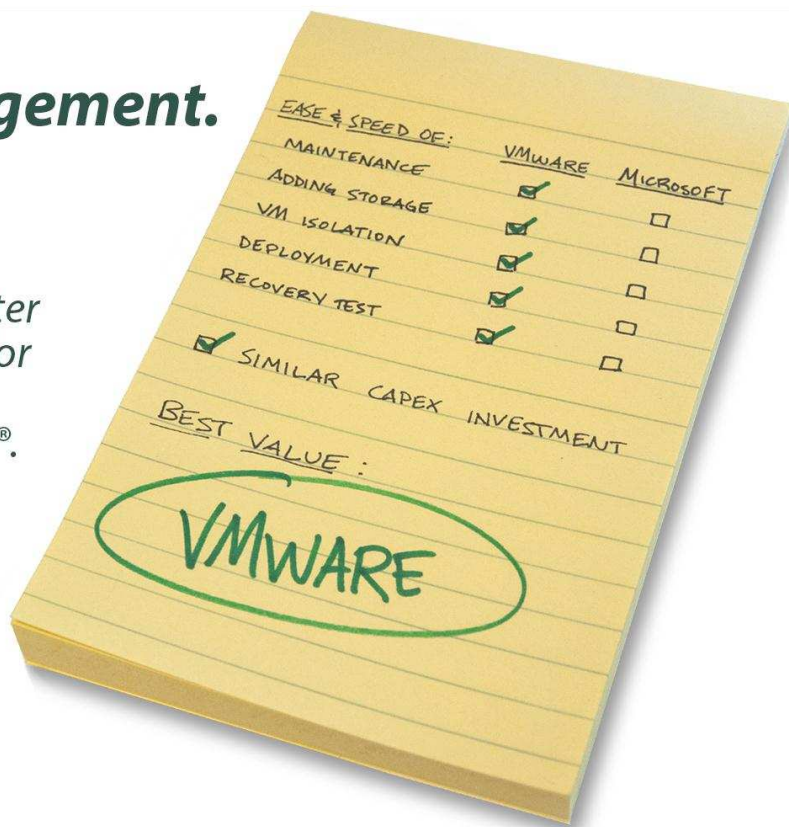 gement.
ter
or
®.
EASE & SPEED OF: VMWARE MICROSOFT
MAINTENANCE
ADDING STORAGE
VM ISOLATION
DEPLOYMENT
RECOVERY TEST
SIMILAR CAPEX INVESTMENT
BEST VALUE:
VMWARE